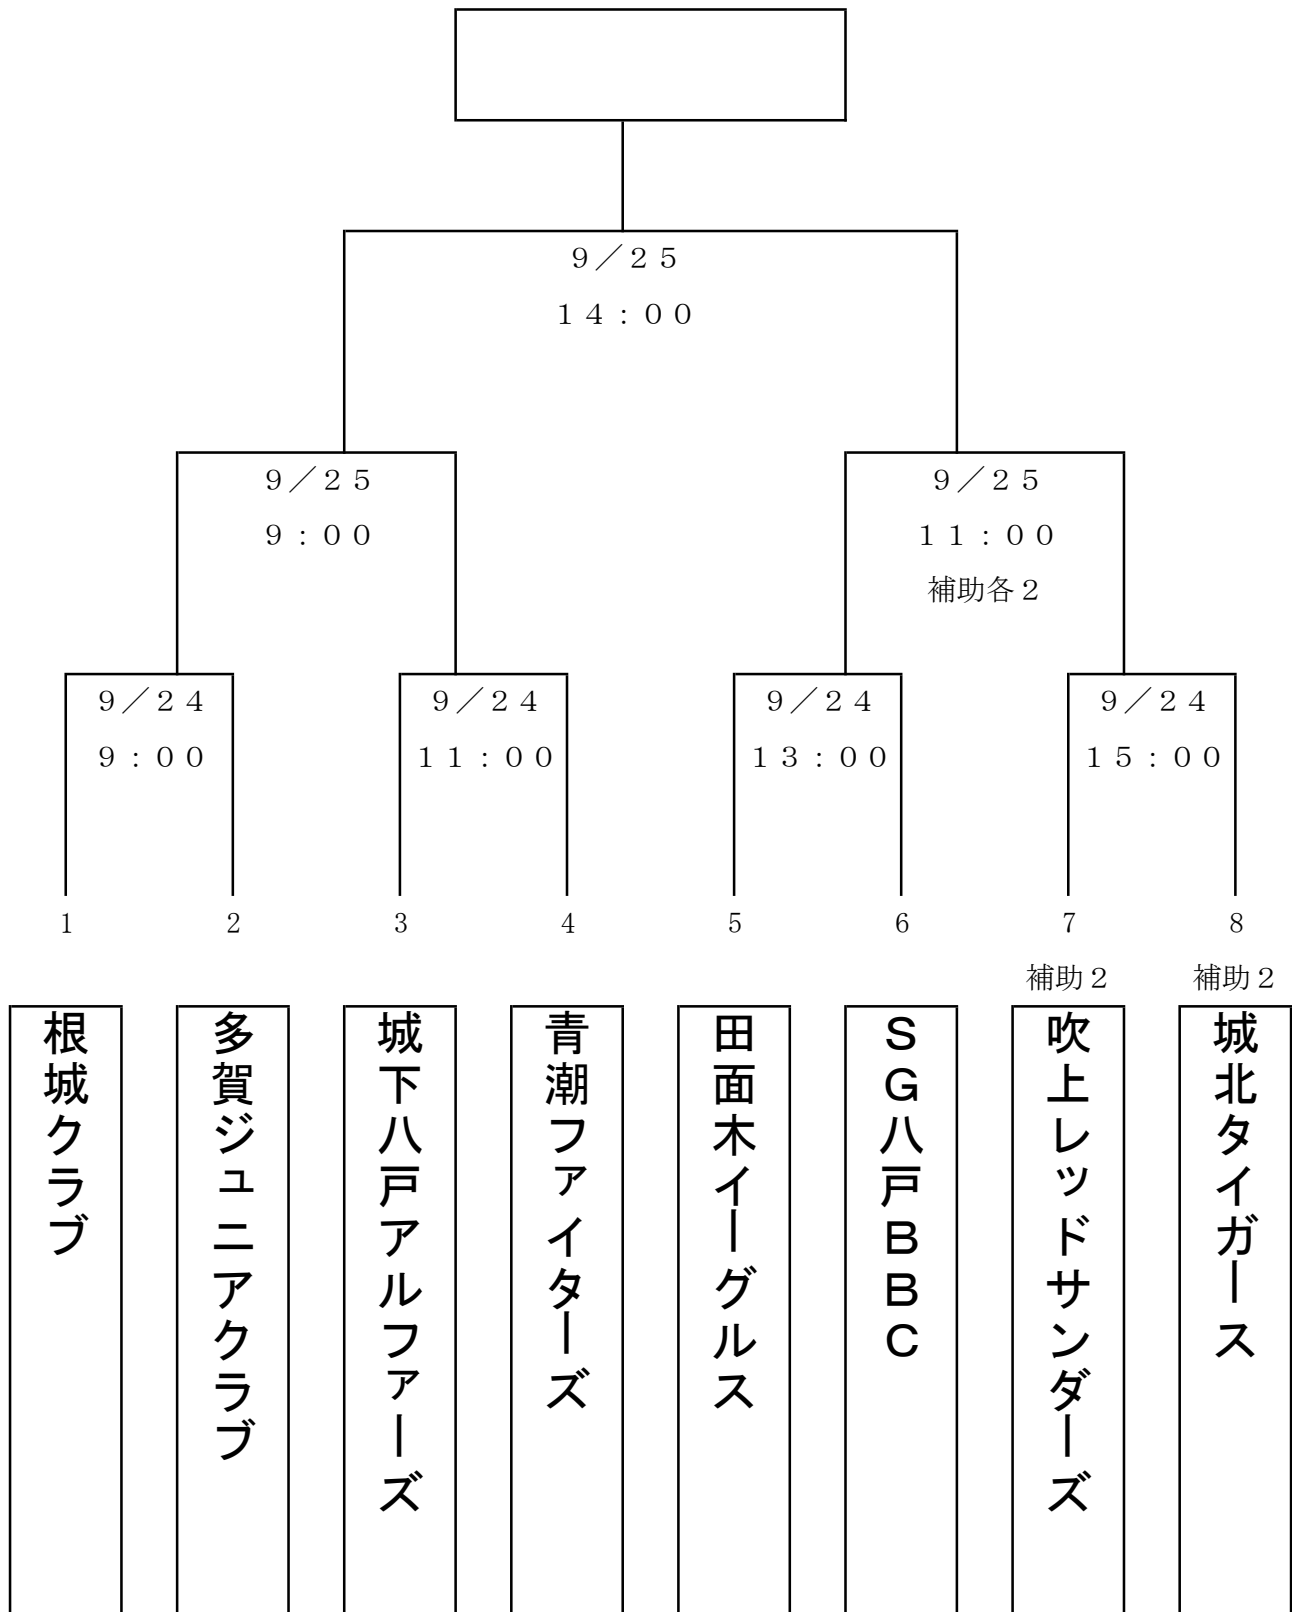 ９／２５
１４：００
９／２５
９：００
９／２５
１１：００
補助各２
９／２４
９：００
９／２４
１１：００
９／２４
１３：００
９／２４
１５：００
1
2
3
4
5
6
7
8
補助２
補助２
根城クラブ
多賀ジュニアクラブ
城下八戸アルファーズ
青潮ファイターズ
田面木イーグルス
ＳＧ八戸ＢＢＣ
吹上レッドサンダーズ
城北タイガース